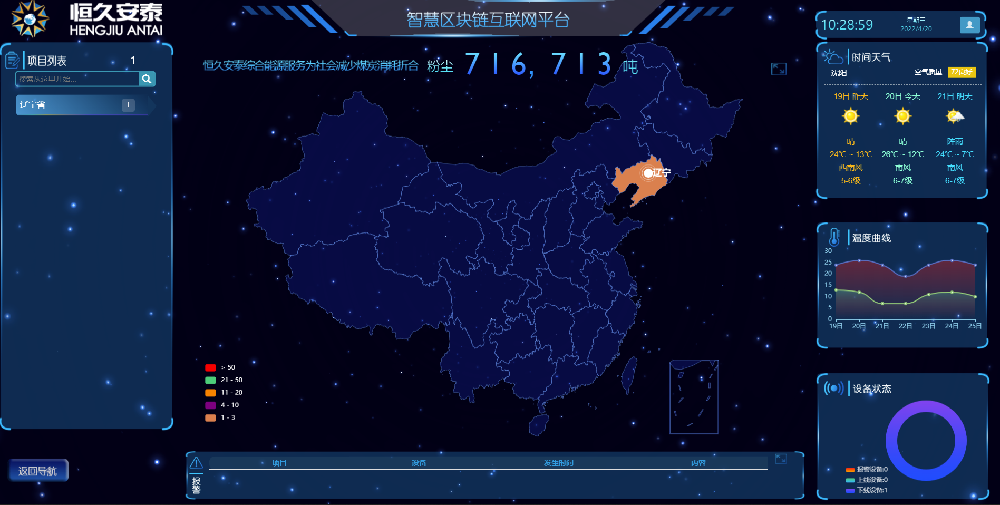 恒久安泰
HENGJIU ANTAI
智慧区块链互联网平台
10:28:59
星期三
2022/4/20
项目列表 1
搜索从这里开始...
辽宁省 1
恒久安泰综合能源服务为社会减少煤炭消耗折合 粉尘 716,713 吨
辽宁
> 50
21 - 50
11 - 20
4 - 10
1 - 3
返回导航
报警
项目 设备 发生时间 内容
时间天气
沈阳 空气质量: 72良好
19日 昨天 20日 今天 21日 明天
晴 晴 阵雨
24℃ ~ 13℃ 26℃ ~ 12℃ 24℃ ~ 7℃
西南风 南风 南风
5-6级 6-7级 6-7级
温度曲线
30
25
20
15
10
5
0
19日 20日 21日 22日 23日 24日 25日
设备状态
报警设备:0
上线设备:0
下线设备:1